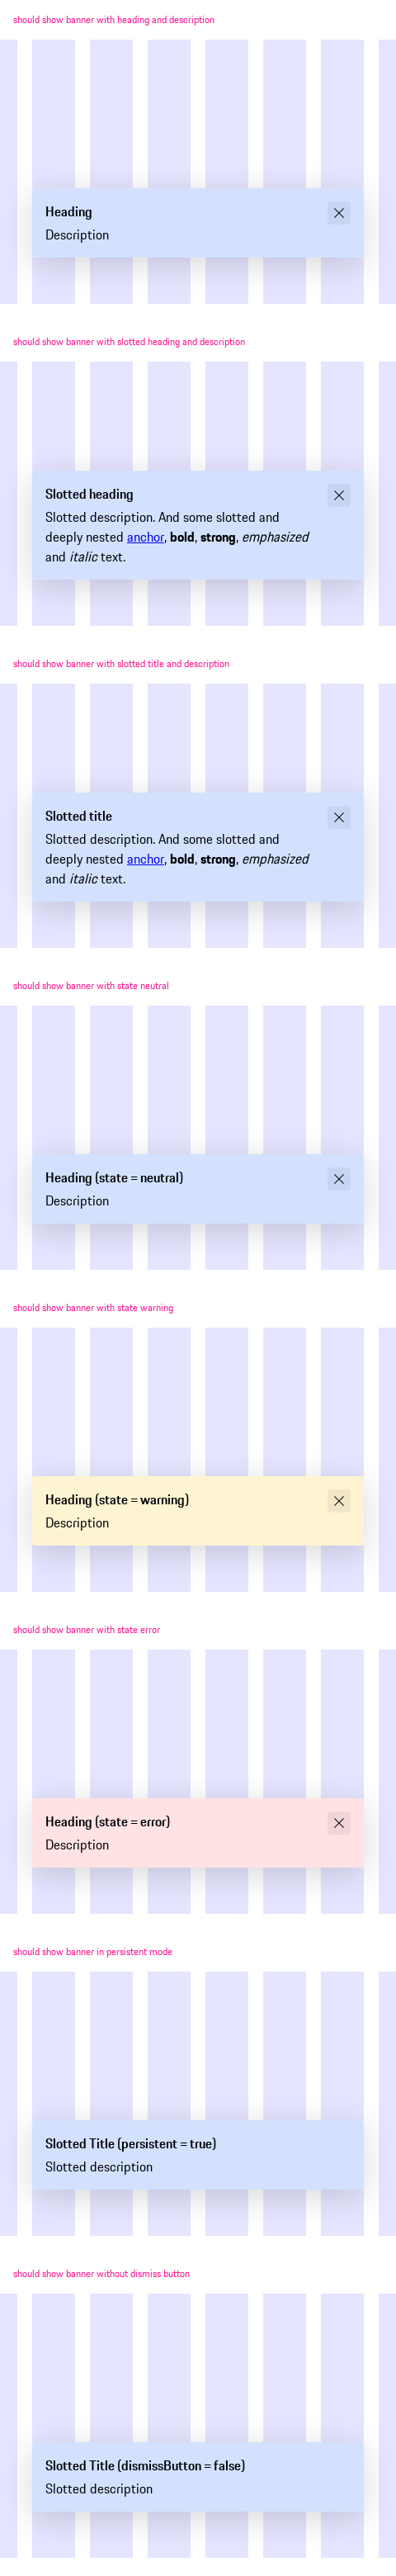 should show banner with heading and description
Heading
Description
should show banner with slotted heading and description
Slotted heading
Slotted description. And some slotted and
deeply nested anchor, bold, strong, emphasized
and italic text.
should show banner with slotted title and description
Slotted title
Slotted description. And some slotted and
deeply nested anchor, bold, strong, emphasized
and italic text.
should show banner with state neutral
Heading (state = neutral)
Description
should show banner with state warning
Heading (state = warning)
Description
should show banner with state error
Heading (state = error)
Description
should show banner in persistent mode
Slotted Title (persistent = true)
Slotted description
should show banner without dismiss button
Slotted Title (dismissButton = false)
Slotted description